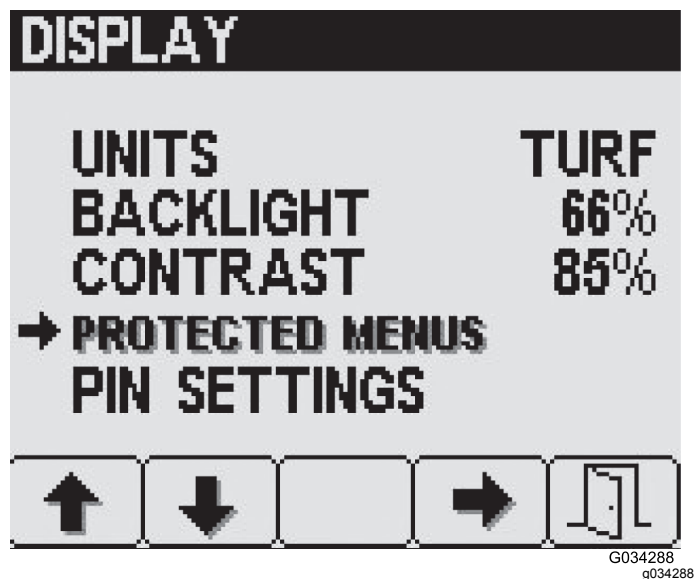 DISPLAY
UNITS TURF
BACKLIGHT 66%
CONTRAST 85%
PROTECTED MENUS
PIN SETTINGS
G034288
g034288